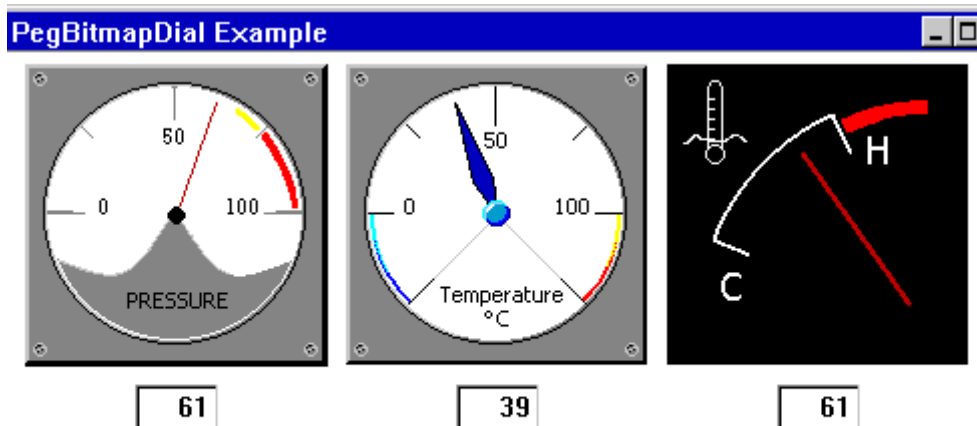 PegBitmapDial Example
50
0
100
PRESSURE
50
0
100
Temperature
°C
H
C
61
39
61